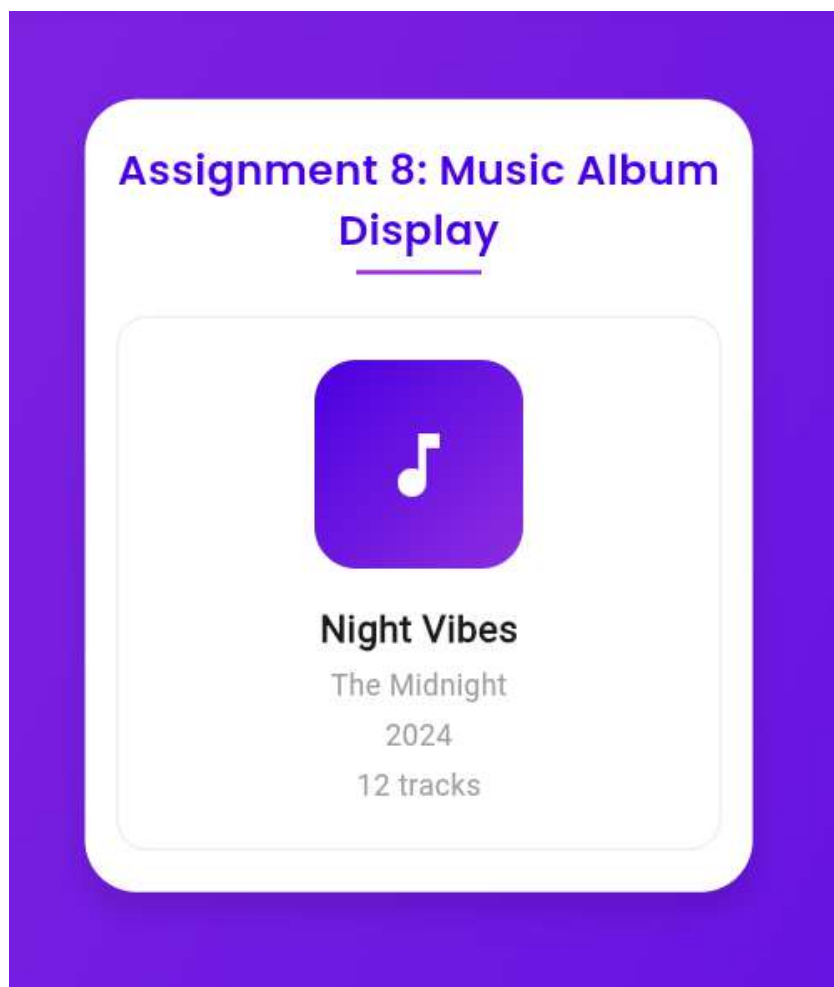 Assignment 8: Music Album
Display
Night Vibes
The Midnight
2024
12 tracks